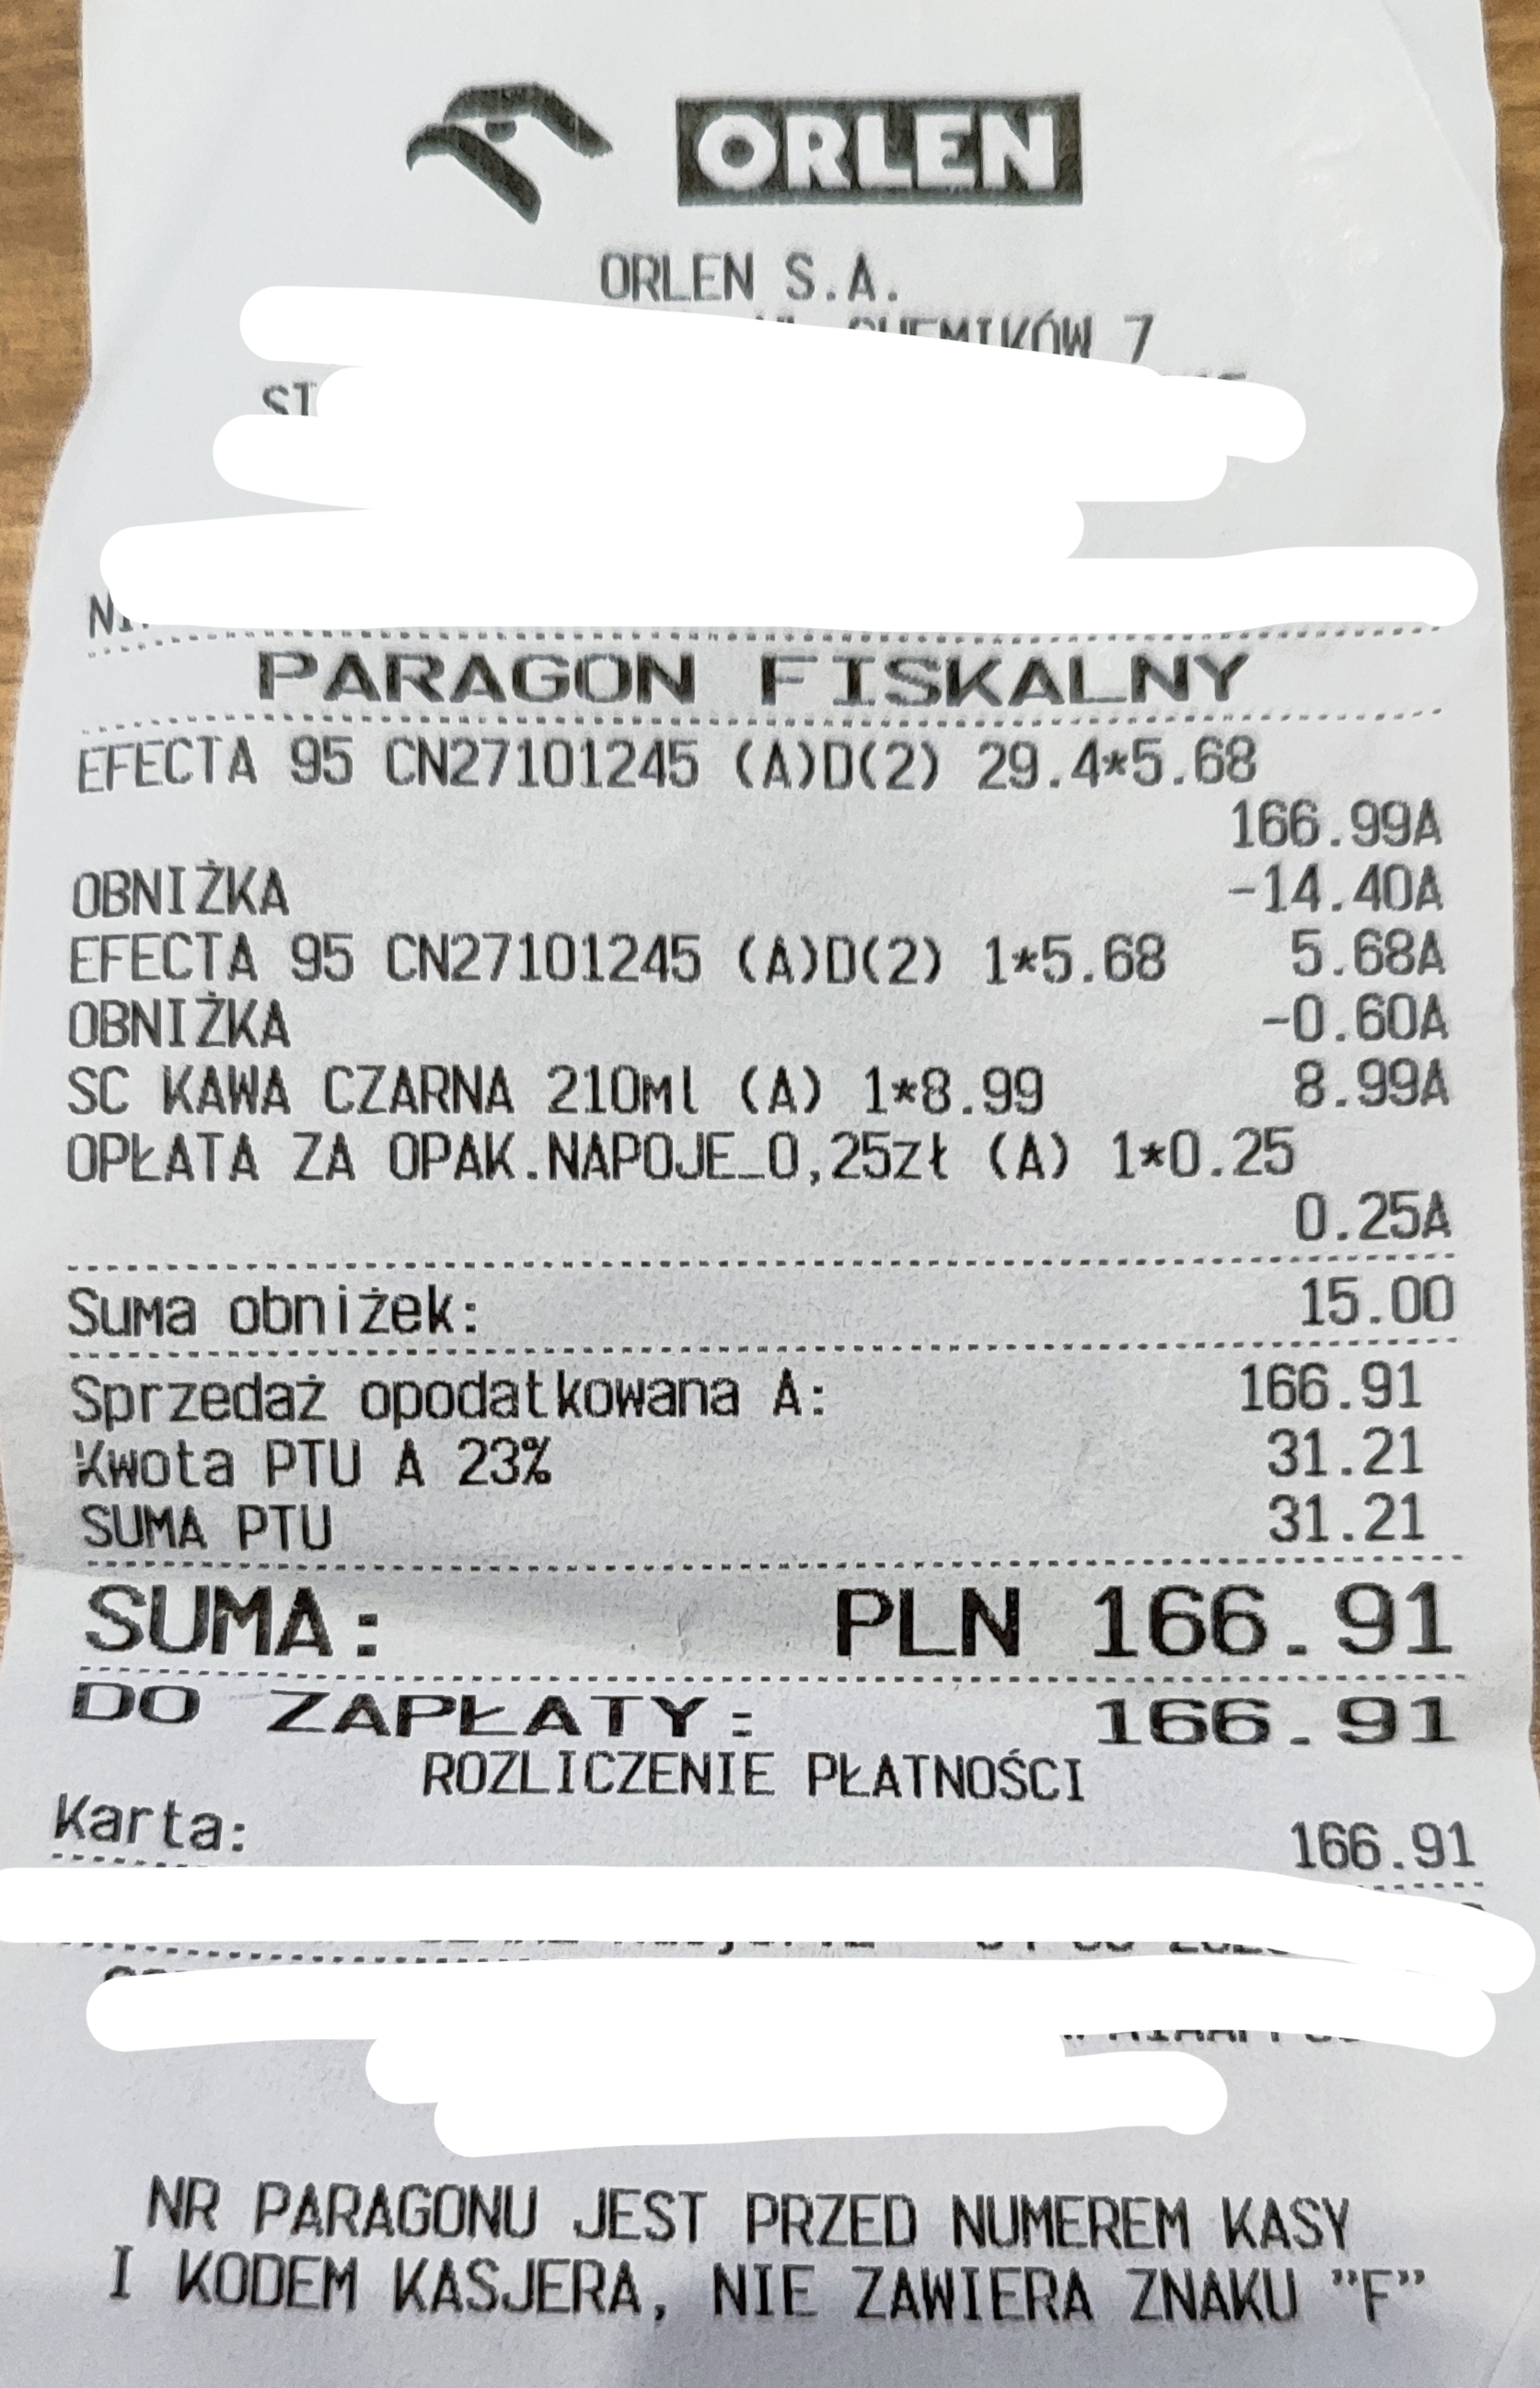 ORLEN
ORLEN S.A.
CHEMIKÓW 7
PARAGON FISKALNY
EFECTA 95 CN27101245 (A)D(2) 29.4*5.68
166.99A
OBNIŻKA -14.40A
EFECTA 95 CN27101245 (A)D(2) 1*5.68 5.68A
OBNIŻKA -0.60A
SC KAWA CZARNA 210ml (A) 1*8.99 8.99A
OPŁATA ZA OPAK.NAPOJE_0,25zł (A) 1*0.25
0.25A
Suma obniżek: 15.00
Sprzedaż opodatkowana A: 166.91
Kwota PTU A 23% 31.21
SUMA PTU 31.21
SUMA: PLN 166.91
DO ZAPŁATY: 166.91
ROZLICZENIE PŁATNOŚCI
Karta: 166.91
NR PARAGONU JEST PRZED NUMEREM KASY
I KODEM KASJERA, NIE ZAWIERA ZNAKU "F"